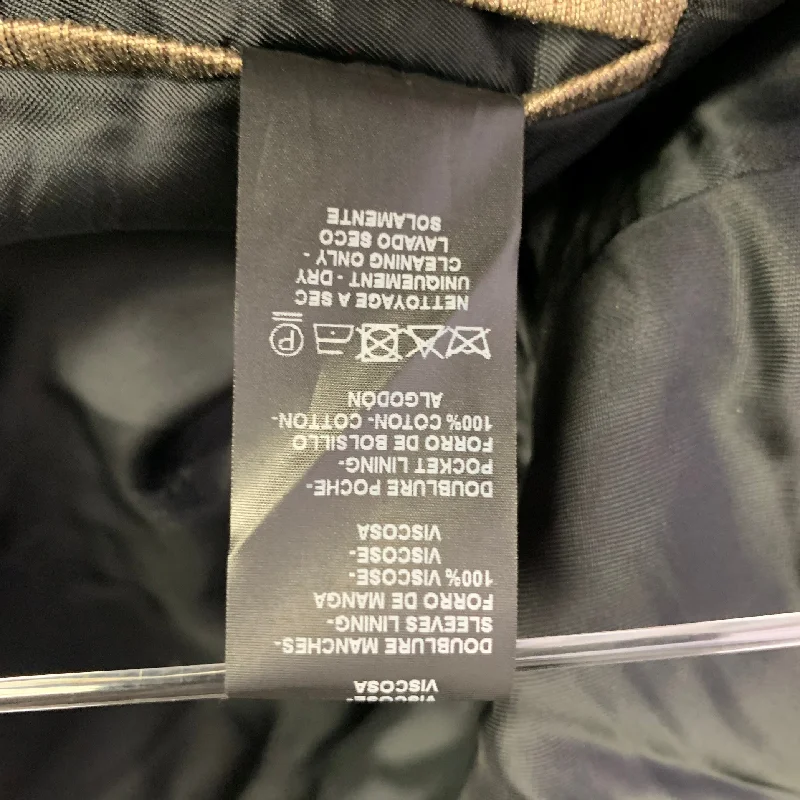 VISCOSE-
VISCOSA
DOUBLURE MANCHES-
SLEEVES LINING-
FORRO DE MANGA
100% VISCOSE-
VISCOSE-
VISCOSA
DOUBLURE POCHE-
POCKET LINING-
FORRO DE BOLSILLO
100% COTON- COTTON-
ALGODÓN
P
NETTOYAGE A SEC
UNIQUEMENT - DRY
CLEANING ONLY -
LAVADO SECO
SOLAMENTE